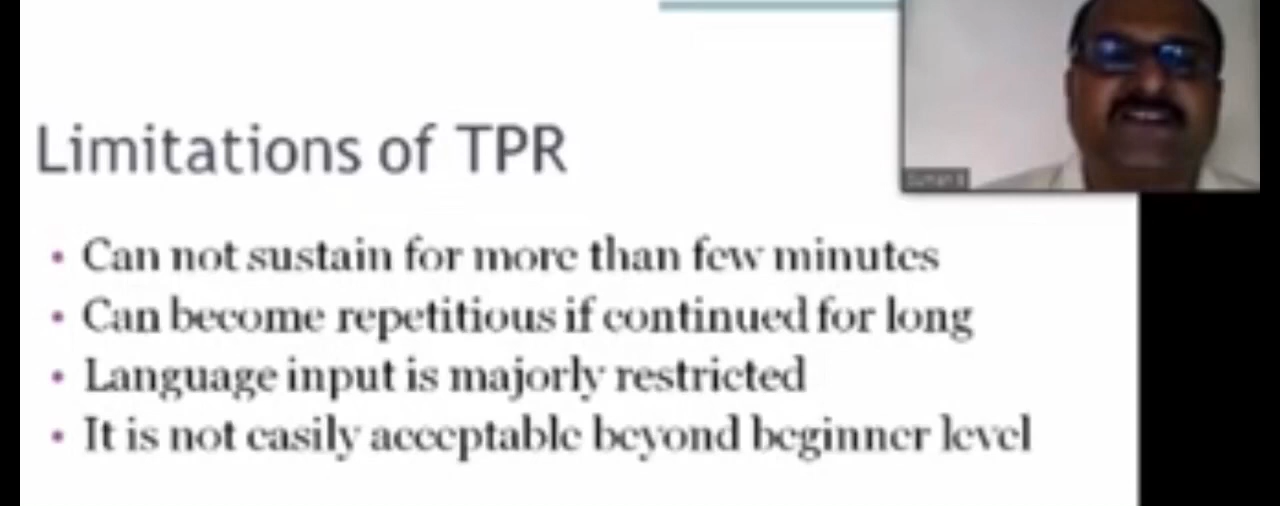 Limitations of TPR
• Can not sustain for more than few minutes
• Can become repetitious if continued for long
• Language input is majorly restricted
• It is not easily acceptable beyond beginner level